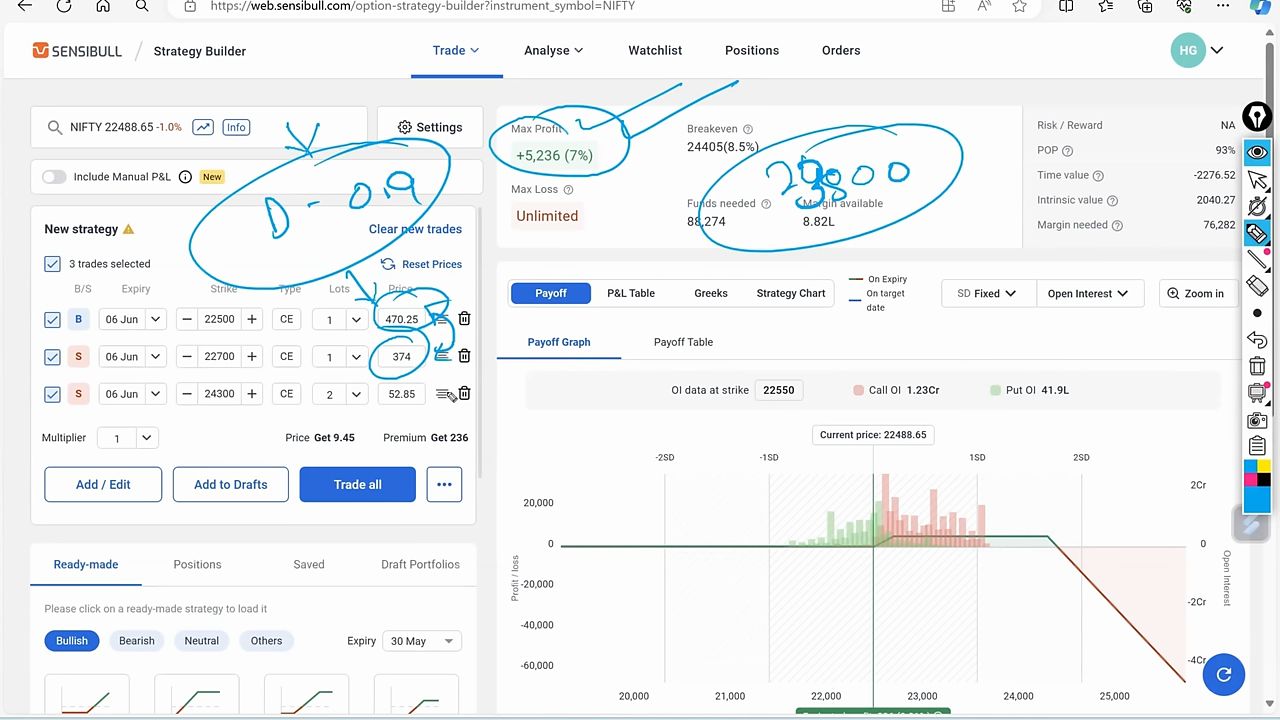 https://web.sensibull.com/option-strategy-builder?instrument_symbol=NIFTY
SENSIBULL / Strategy Builder
Trade Analyse Watchlist Positions Orders
HG
NIFTY 22488.65 -1.0% Info
Settings
Include Manual P&L New
D - 0.9
New strategy
Clear new trades
3 trades selected
Reset Prices
B/S Expiry Strike Type Lots Price
B 06 Jun 22500 CE 1 470.25
S 06 Jun 22700 CE 1 374
S 06 Jun 24300 CE 2 52.85
Multiplier 1 Price Get 9.45 Premium Get 236
Add / Edit Add to Drafts Trade all
Ready-made Positions Saved Draft Portfolios
Please click on a ready-made strategy to load it
Bullish Bearish Neutral Others Expiry 30 May
Max Profit
+5,236 (7%)
Max Loss
Unlimited
Breakeven
24405(8.5%)
Funds needed
88,274
Margin available
8.82L
Risk / Reward NA
POP 93%
Time value -2276.52
Intrinsic value 2040.27
Margin needed 76,282
Payoff P&L Table Greeks Strategy Chart
On Expiry
On target
date
SD Fixed Open Interest Zoom in
Payoff Graph Payoff Table
OI data at strike 22550 Call OI 1.23Cr Put OI 41.9L
Current price: 22488.65
-2SD -1SD 1SD 2SD
20,000
0
-20,000
-40,000
-60,000
Profit / loss
2Cr
0
-2Cr
-4Cr
Open Interest
20,000 21,000 22,000 23,000 24,000 25,000